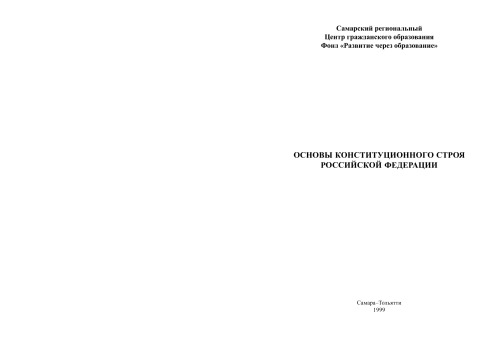 Самарский региональный
Центр гражданского образования
Фонд «Развитие через образование»
ОСНОВЫ КОНСТИТУЦИОННОГО СТРОЯ
РОССИЙСКОЙ ФЕДЕРАЦИИ
Самара–Тольятти
1999